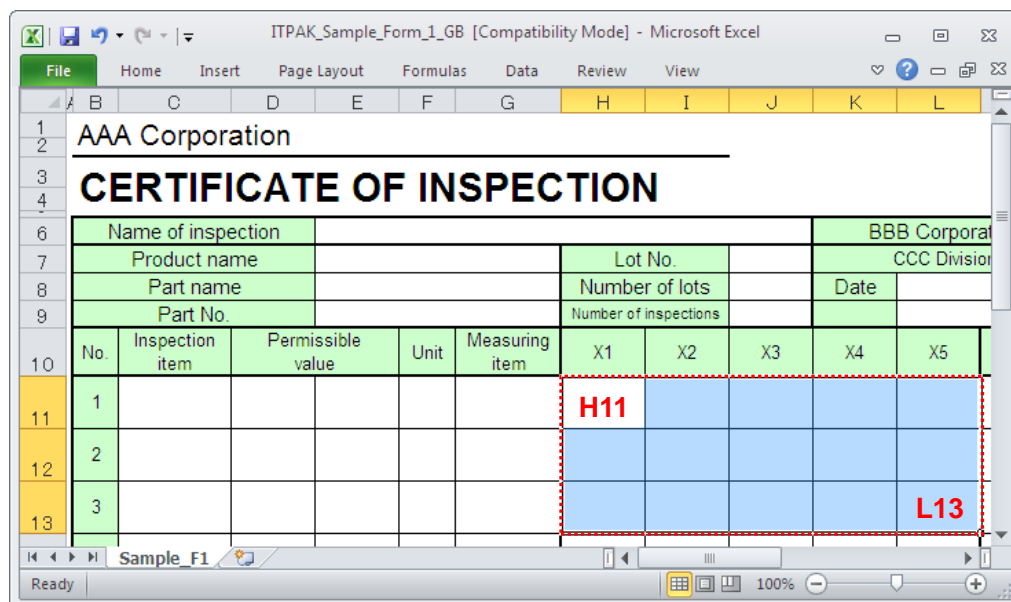 ITPAK_Sample_Form_1_GB [Compatibility Mode] - Microsoft Excel
File Home Insert Page Layout Formulas Data Review View
A B C D E F G H I J K L
1 AAA Corporation
2
3 CERTIFICATE OF INSPECTION
4
6 Name of inspection BBB Corporat
7 Product name Lot No. CCC Division
8 Part name Number of lots Date
9 Part No. Number of inspections
10 No. Inspection item Permissible value Unit Measuring item X1 X2 X3 X4 X5
11 1 H11
12 2
13 3 L13
Sample_F1
Ready 100%